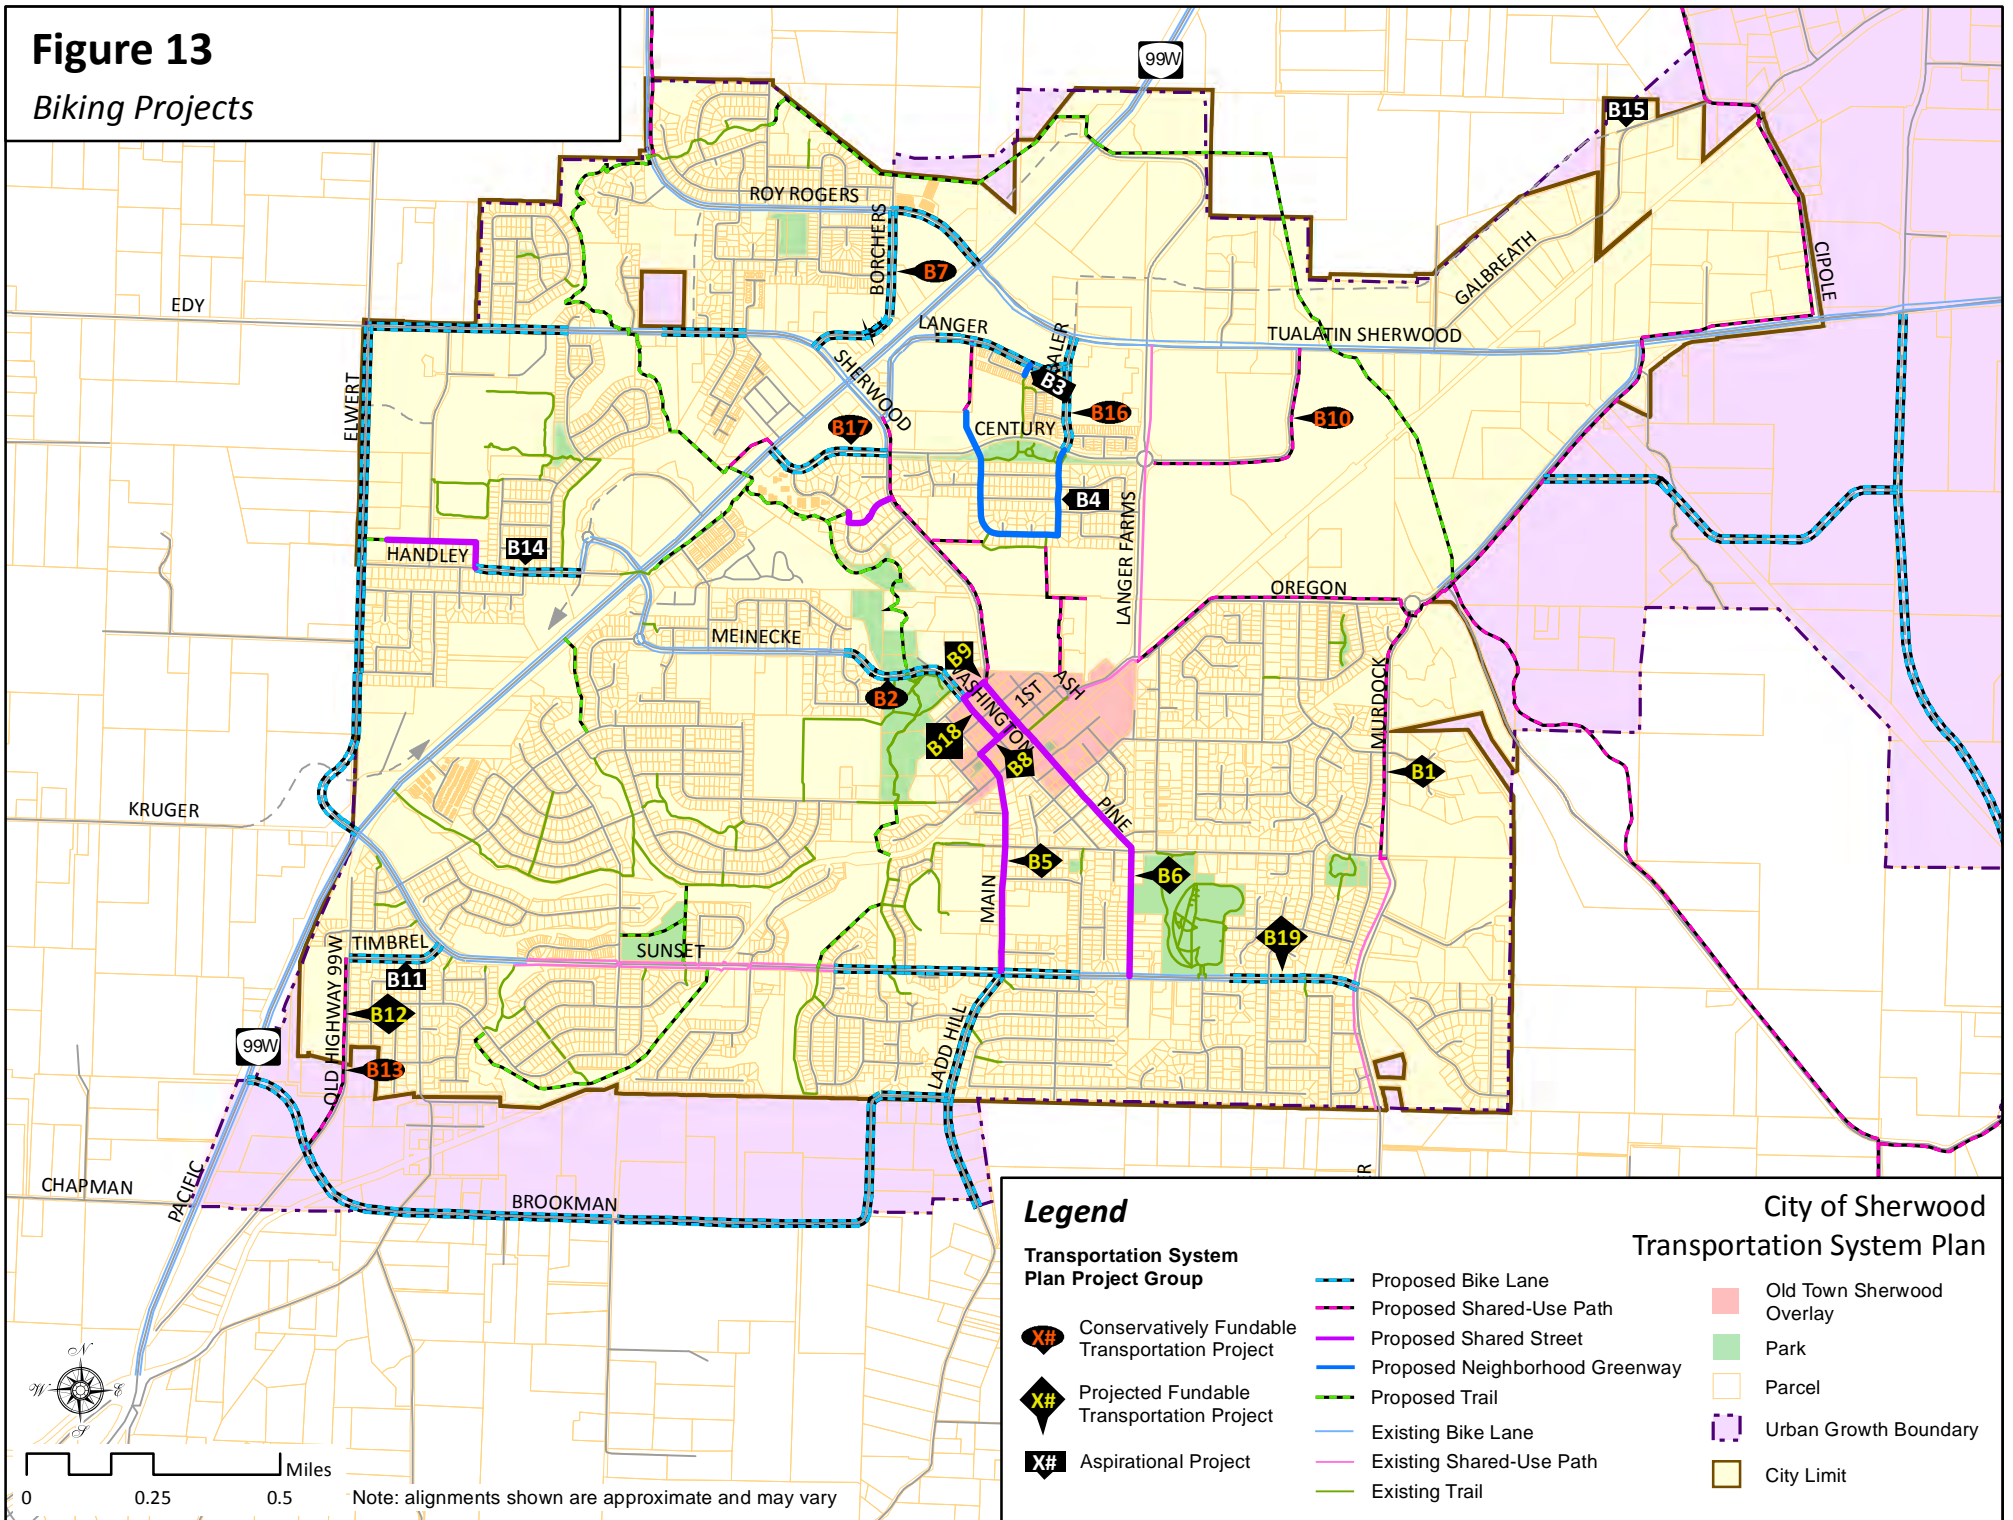 Figure 13
Biking Projects
99W
B15
ROY ROGERS
BORCHERS
B7
GALBREATH
CIPOLE
EDY
LANGER
BALER
TUALATIN SHERWOOD
SHERWOOD
B3
ELWERT
B17
CENTURY
B16
B10
B4
HANDLEY
B14
LANGER FARMS
OREGON
MEINECKE
B9
B2
WASHINGTON
1ST
ASH
MURDOCK
B18
B8
B1
KRUGER
PINE
B5
B6
MAIN
B19
TIMBREL
SUNSET
B11
OLD HIGHWAY 99W
B12
99W
B13
LADD HILL
CHAPMAN
PACIFIC
BROOKMAN
ER
Legend
City of Sherwood
Transportation System Plan
Transportation System
Plan Project Group
X#
Conservatively Fundable
Transportation Project
X#
Projected Fundable
Transportation Project
X#
Aspirational Project
Proposed Bike Lane
Proposed Shared-Use Path
Proposed Shared Street
Proposed Neighborhood Greenway
Proposed Trail
Existing Bike Lane
Existing Shared-Use Path
Existing Trail
Old Town Sherwood
Overlay
Park
Parcel
Urban Growth Boundary
City Limit
N
W
E
S
Miles
0 0.25 0.5
Note: alignments shown are approximate and may vary